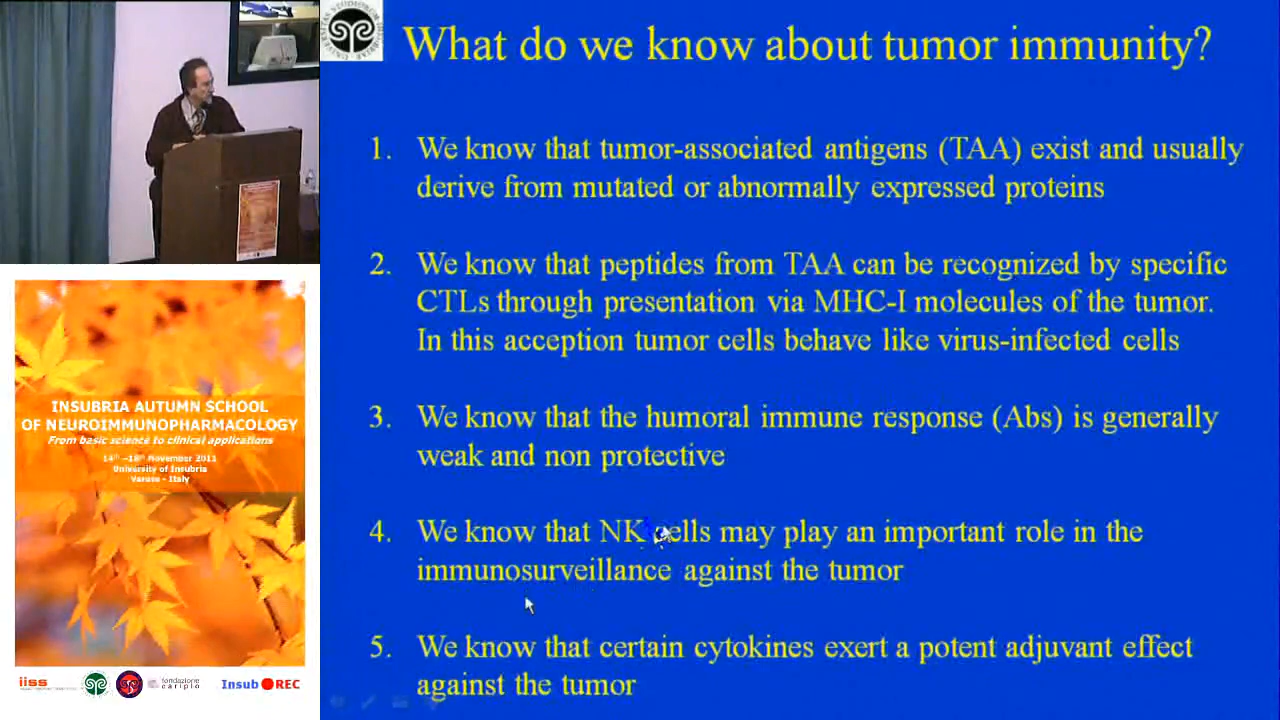 What do we know about tumor immunity?
1. We know that tumor-associated antigens (TAA) exist and usually
derive from mutated or abnormally expressed proteins
2. We know that peptides from TAA can be recognized by specific
CTLs through presentation via MHC-I molecules of the tumor.
In this acception tumor cells behave like virus-infected cells
3. We know that the humoral immune response (Abs) is generally
weak and non protective
4. We know that NK cells may play an important role in the
immunosurveillance against the tumor
5. We know that certain cytokines exert a potent adjuvant effect
against the tumor
INSUBRIA AUTUMN SCHOOL
OF NEUROIMMUNOPHARMACOLOGY
From basic science to clinical applications
14th -18th November 2011
University of Insubria
Varese - Italy
iiss
fondazione
cariplo
Insub REC